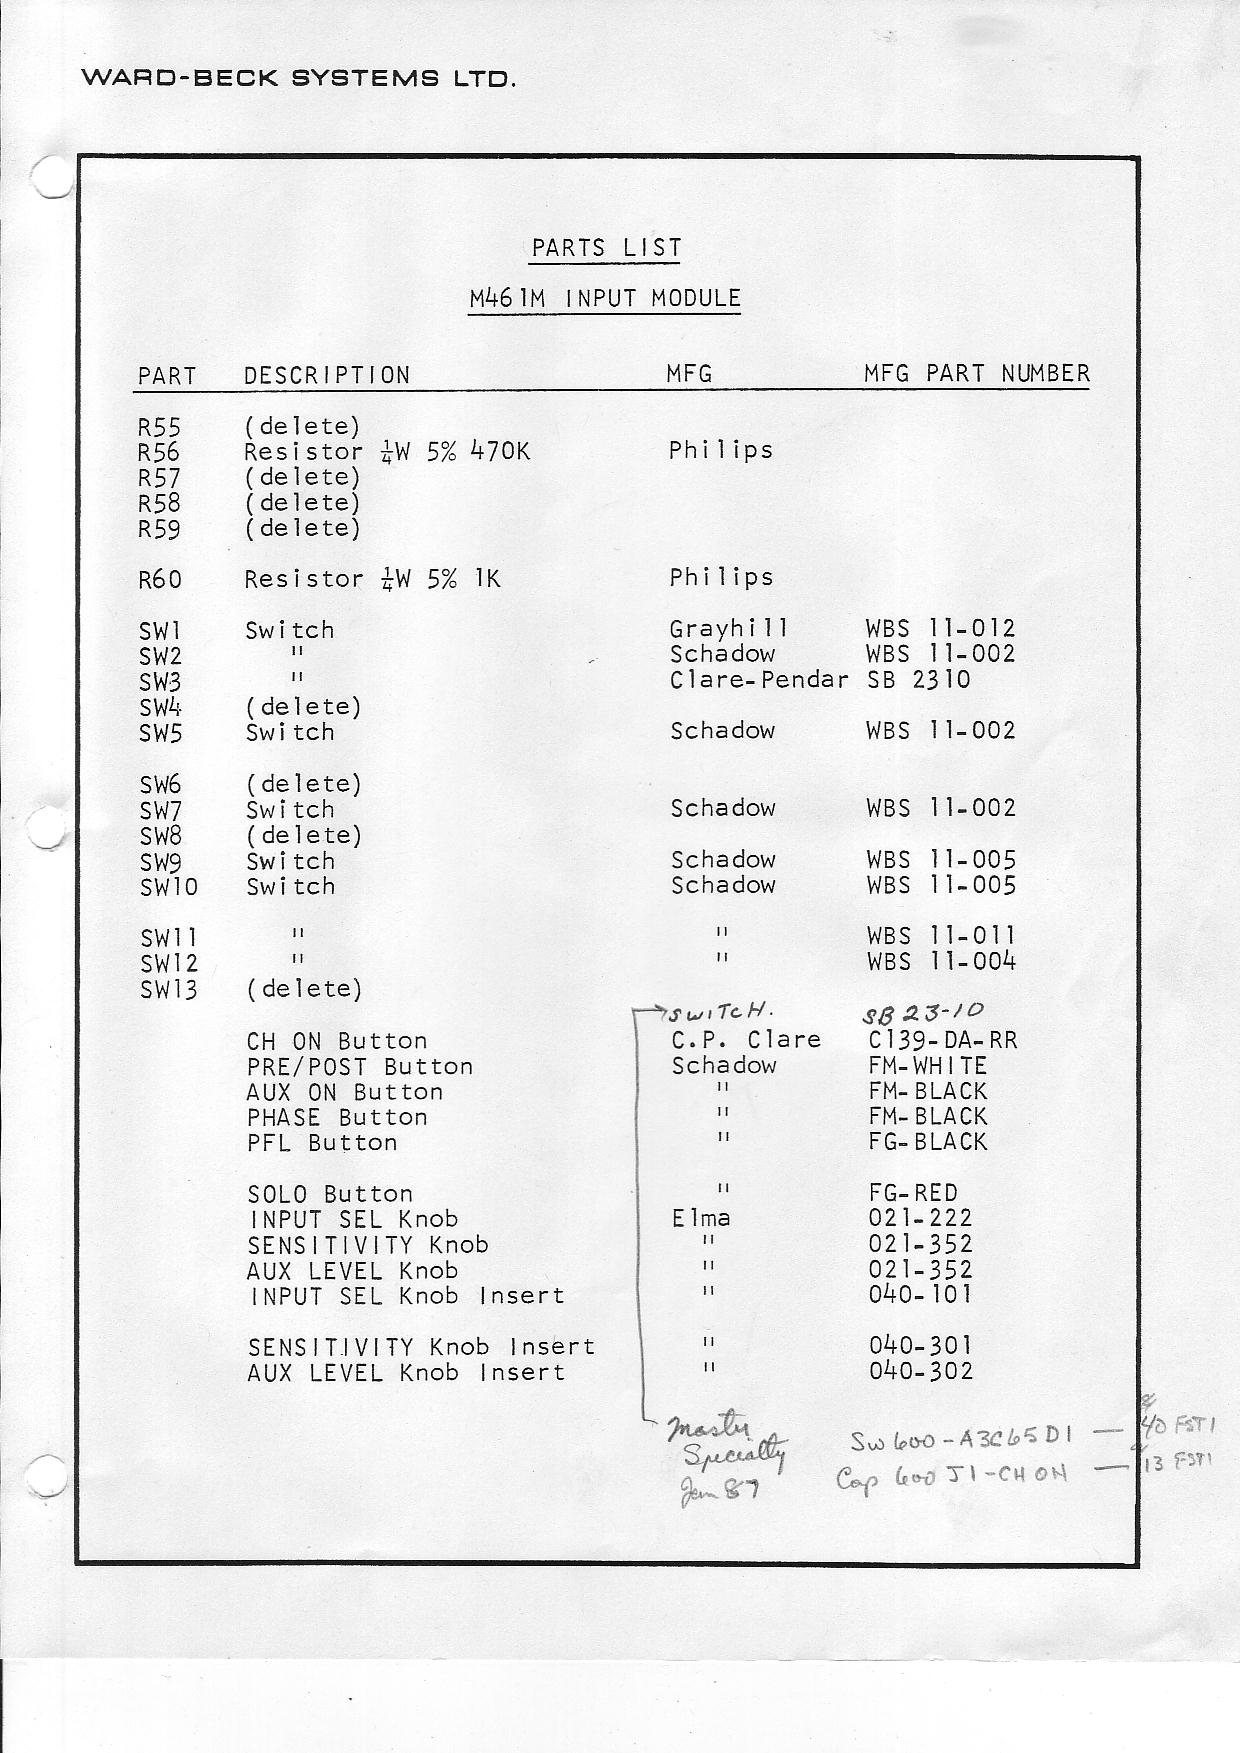 WARD-BECK SYSTEMS LTD.
PARTS LIST
M461M INPUT MODULE
PART DESCRIPTION MFG MFG PART NUMBER
R55 (delete)
R56 Resistor ¼W 5% 470K Philips
R57 (delete)
R58 (delete)
R59 (delete)
R60 Resistor ¼W 5% 1K Philips
SW1 Switch Grayhill WBS 11-012
SW2 " Schadow WBS 11-002
SW3 " Clare-Pendar SB 2310
SW4 (delete)
SW5 Switch Schadow WBS 11-002
SW6 (delete)
SW7 Switch Schadow WBS 11-002
SW8 (delete)
SW9 Switch Schadow WBS 11-005
SW10 Switch Schadow WBS 11-005
SW11 " " WBS 11-011
SW12 " " WBS 11-004
SW13 (delete)
SWITCH. SB 23-10
CH ON Button C.P. Clare C139-DA-RR
PRE/POST Button Schadow FM-WHITE
AUX ON Button " FM-BLACK
PHASE Button " FM-BLACK
PFL Button " FG-BLACK
SOLO Button " FG-RED
INPUT SEL Knob Elma 021-222
SENSITIVITY Knob " 021-352
AUX LEVEL Knob " 021-352
INPUT SEL Knob Insert " 040-101
SENSITIVITY Knob Insert " 040-301
AUX LEVEL Knob Insert " 040-302
Master
Specialty
Jan 87
Sw 600-A3C65D1 — 40 FST1
Cap 600 J1-CH ON — 13 FST1